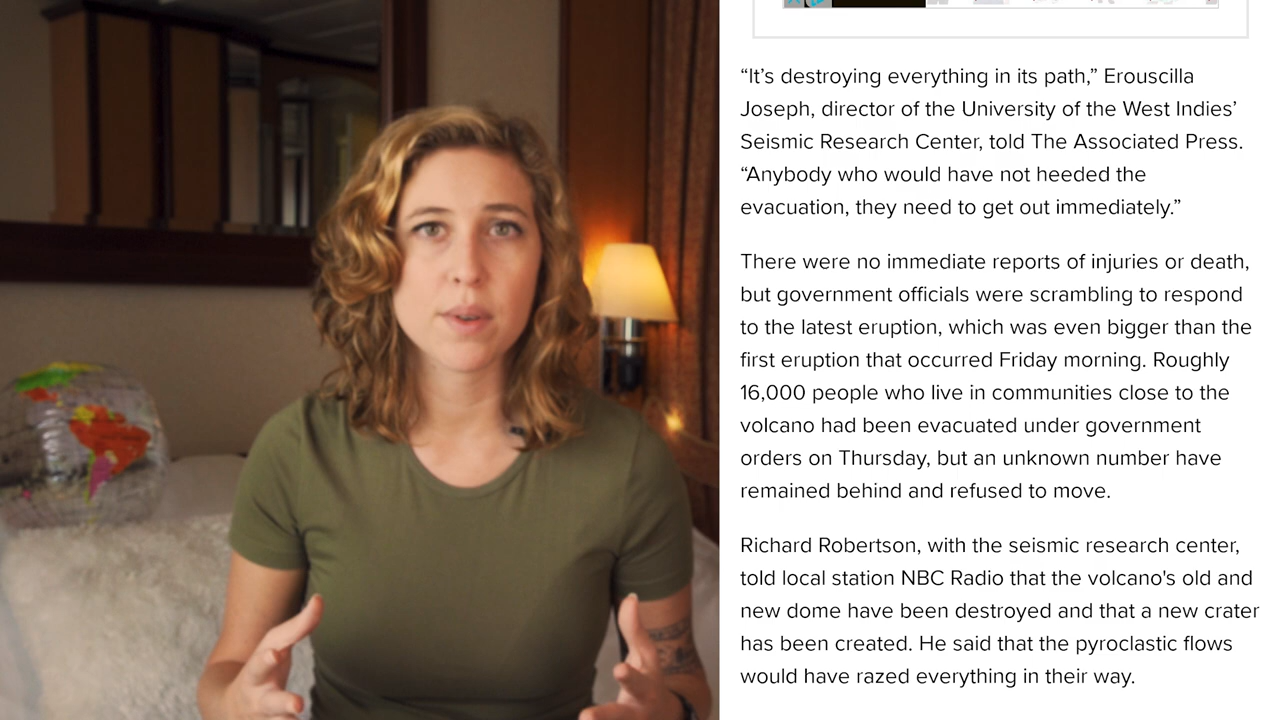 “It’s destroying everything in its path,” Erouscilla
Joseph, director of the University of the West Indies’
Seismic Research Center, told The Associated Press.
“Anybody who would have not heeded the
evacuation, they need to get out immediately.”
There were no immediate reports of injuries or death,
but government officials were scrambling to respond
to the latest eruption, which was even bigger than the
first eruption that occurred Friday morning. Roughly
16,000 people who live in communities close to the
volcano had been evacuated under government
orders on Thursday, but an unknown number have
remained behind and refused to move.
Richard Robertson, with the seismic research center,
told local station NBC Radio that the volcano's old and
new dome have been destroyed and that a new crater
has been created. He said that the pyroclastic flows
would have razed everything in their way.